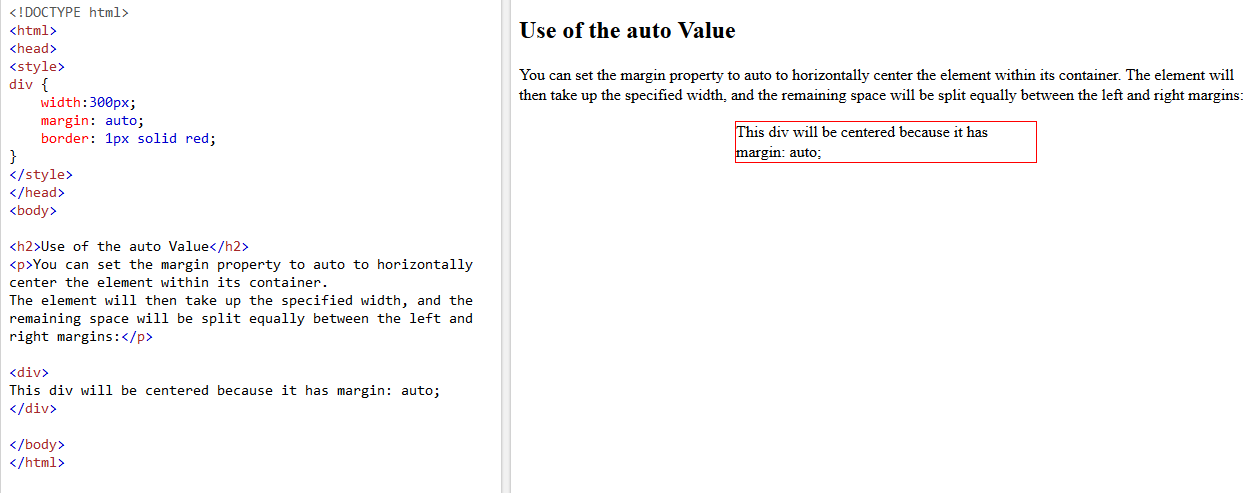 <!DOCTYPE html>
<html>
<head>
<style>
div {
    width:300px;
    margin: auto;
    border: 1px solid red;
}
</style>
</head>
<body>

<h2>Use of the auto Value</h2>
<p>You can set the margin property to auto to horizontally
center the element within its container.
The element will then take up the specified width, and the
remaining space will be split equally between the left and
right margins:</p>

<div>
This div will be centered because it has margin: auto;
</div>

</body>
</html>

Use of the auto Value
You can set the margin property to auto to horizontally center the element within its container. The element will
then take up the specified width, and the remaining space will be split equally between the left and right margins:
This div will be centered because it has
margin: auto;